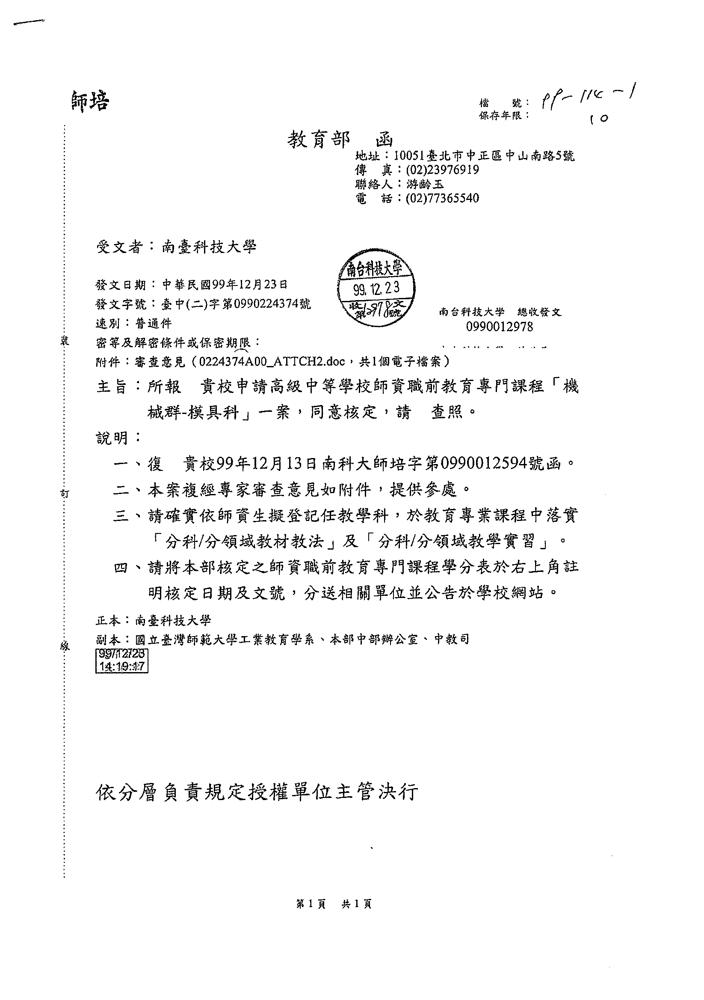 師培
檔　　號：99-114-1
保存年限：10
教育部　函
地址：10051臺北市中正區中山南路5號
傳　真：(02)23976919
聯絡人：游齡玉
電　話：(02)77365540
受文者：南臺科技大學
南台科技大學
99.12.23
收文
第12978號
發文日期：中華民國99年12月23日
發文字號：臺中(二)字第0990224374號
南台科技大學　總收發文
0990012978
速別：普通件
密等及解密條件或保密期限：
附件：審查意見（0224374A00_ATTCH2.doc，共1個電子檔案）
主旨：所報　貴校申請高級中等學校師資職前教育專門課程「機
械群-模具科」一案，同意核定，請　查照。
說明：
一、復　貴校99年12月13日南科大師培字第0990012594號函。
二、本案複經專家審查意見如附件，提供參處。
三、請確實依師資生擬登記任教學科，於教育專業課程中落實
「分科/分領域教材教法」及「分科/分領域教學實習」。
四、請將本部核定之師資職前教育專門課程學分表於右上角註
明核定日期及文號，分送相關單位並公告於學校網站。
正本：南臺科技大學
副本：國立臺灣師範大學工業教育學系、本部中部辦公室、中教司
99/12/23
14:19:17
裝
訂
線
依分層負責規定授權單位主管決行
第1頁　共1頁